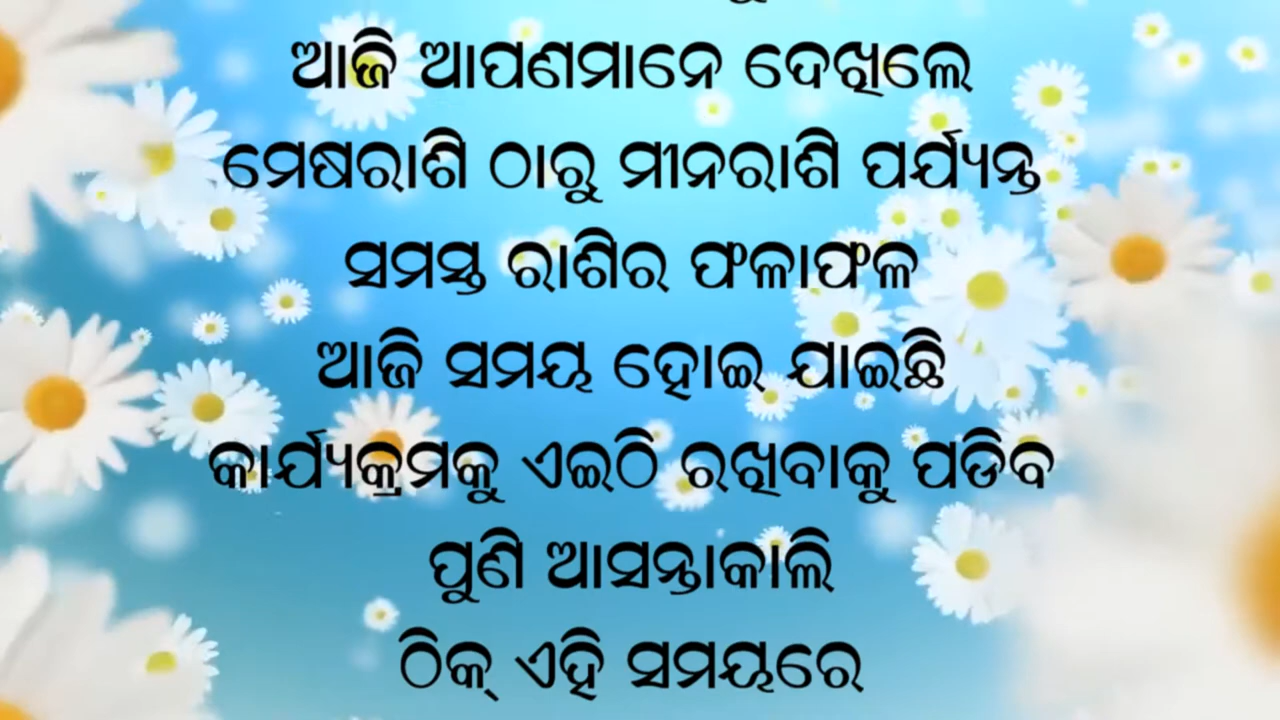 ଆଜି ଆପଣମାନେ ଦେଖିଲେ
ମେଷରାଶି ଠାରୁ ମୀନରାଶି ପର୍ଯ୍ୟନ୍ତ
ସମସ୍ତ ରାଶିର ଫଳାଫଳ
ଆଜି ସମୟ ହୋଇ ଯାଇଛି
କାର୍ଯ୍ୟକ୍ରମକୁ ଏଇଠି ରଖିବାକୁ ପଡିବ
ପୁଣି ଆସନ୍ତାକାଲି
ଠିକ୍ ଏହି ସମୟରେ